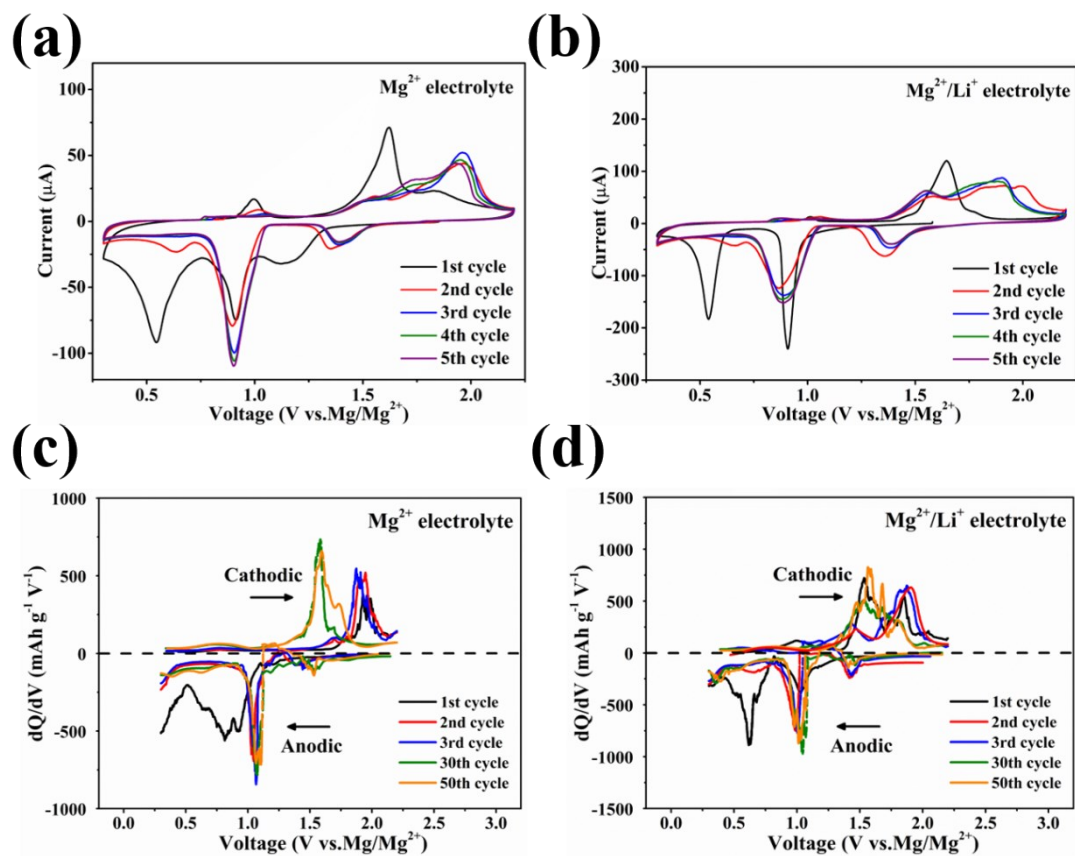 (a)
Mg²⁺ electrolyte
100
50
0
-50
-100
Current (μA)
1st cycle
2nd cycle
3rd cycle
4th cycle
5th cycle
0.5 1.0 1.5 2.0
Voltage (V vs.Mg/Mg²⁺)
(b)
Mg²⁺/Li⁺ electrolyte
300
200
100
0
-100
-200
-300
Current (μA)
1st cycle
2nd cycle
3rd cycle
4th cycle
5th cycle
0.5 1.0 1.5 2.0
Voltage (V vs.Mg/Mg²⁺)
(c)
Mg²⁺ electrolyte
1000
500
0
-500
-1000
dQ/dV (mAh g⁻¹ V⁻¹)
Cathodic
Anodic
1st cycle
2nd cycle
3rd cycle
30th cycle
50th cycle
0.0 0.5 1.0 1.5 2.0 2.5 3.0
Voltage (V vs.Mg/Mg²⁺)
(d)
Mg²⁺/Li⁺ electrolyte
1500
1000
500
0
-500
-1000
-1500
dQ/dV (mAh g⁻¹ V⁻¹)
Cathodic
Anodic
1st cycle
2nd cycle
3rd cycle
30th cycle
50th cycle
0.0 0.5 1.0 1.5 2.0 2.5 3.0
Voltage (V vs.Mg/Mg²⁺)